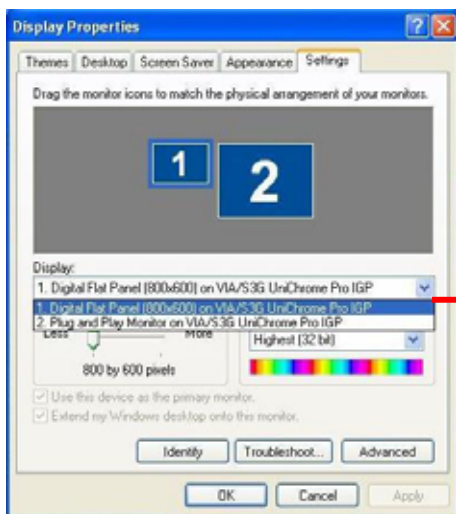 Display Properties
Themes Desktop Screen Saver Appearance Settings
Drag the monitor icons to match the physical arrangement of your monitors.
1 2
Display:
1. Digital Flat Panel (800x600) on VIA/S3G UniChrome Pro IGP
1. Digital Flat Panel (800x600) on VIA/S3G UniChrome Pro IGP
2. Plug and Play Monitor on VIA/S3G UniChrome Pro IGP
Less More Highest (32 bit)
800 by 600 pixels
Use this device as the primary monitor.
Extend my Windows desktop onto this monitor.
Identify Troubleshoot... Advanced
OK Cancel Apply